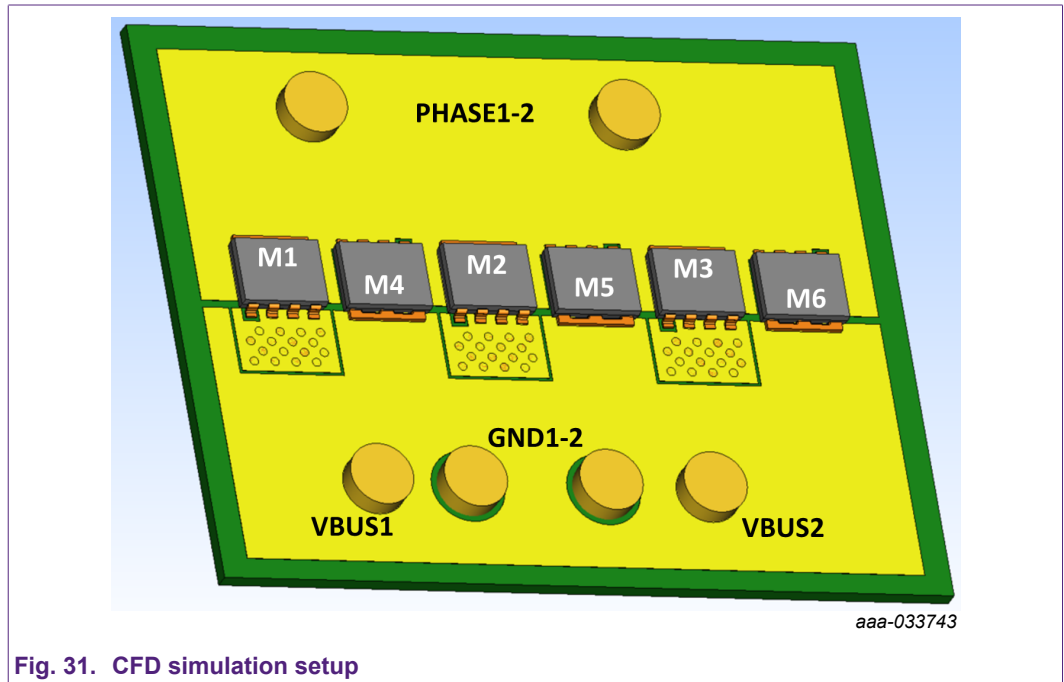 PHASE1-2
M1
M4
M2
M5
M3
M6
GND1-2
VBUS1
VBUS2
aaa-033743
Fig. 31. CFD simulation setup